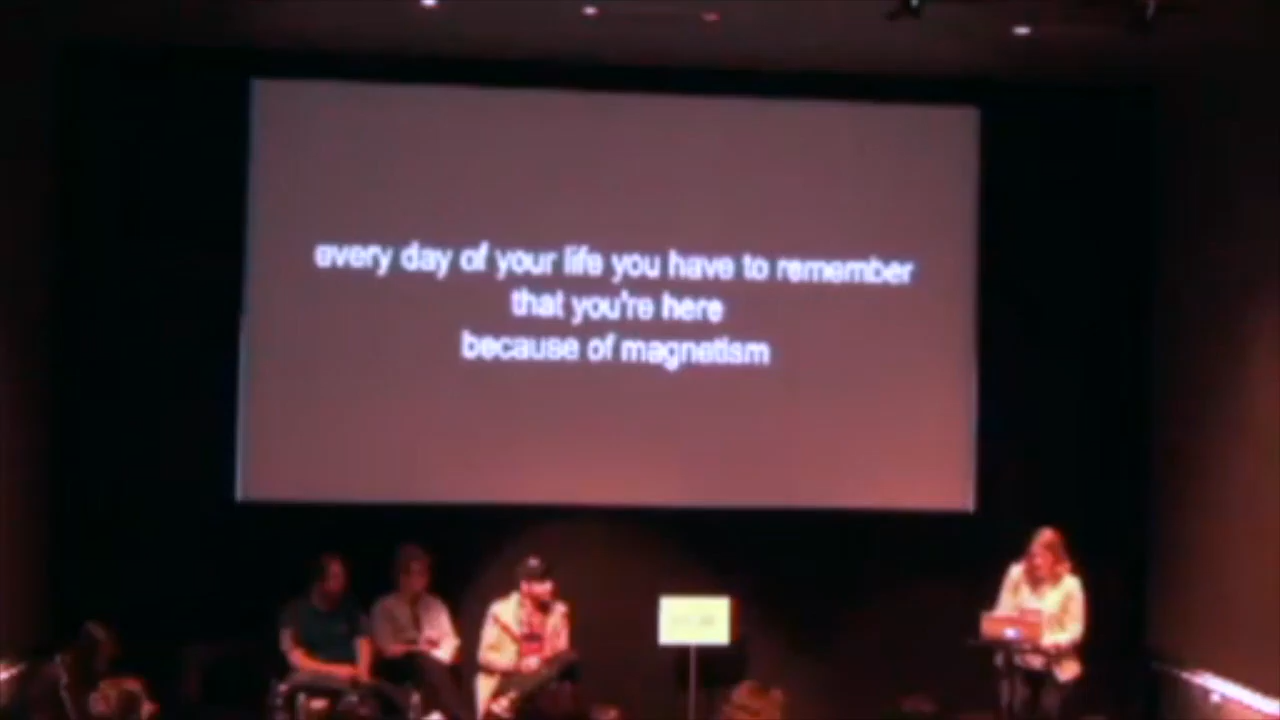 every day of your life you have to remember
that you're here
because of magnetism